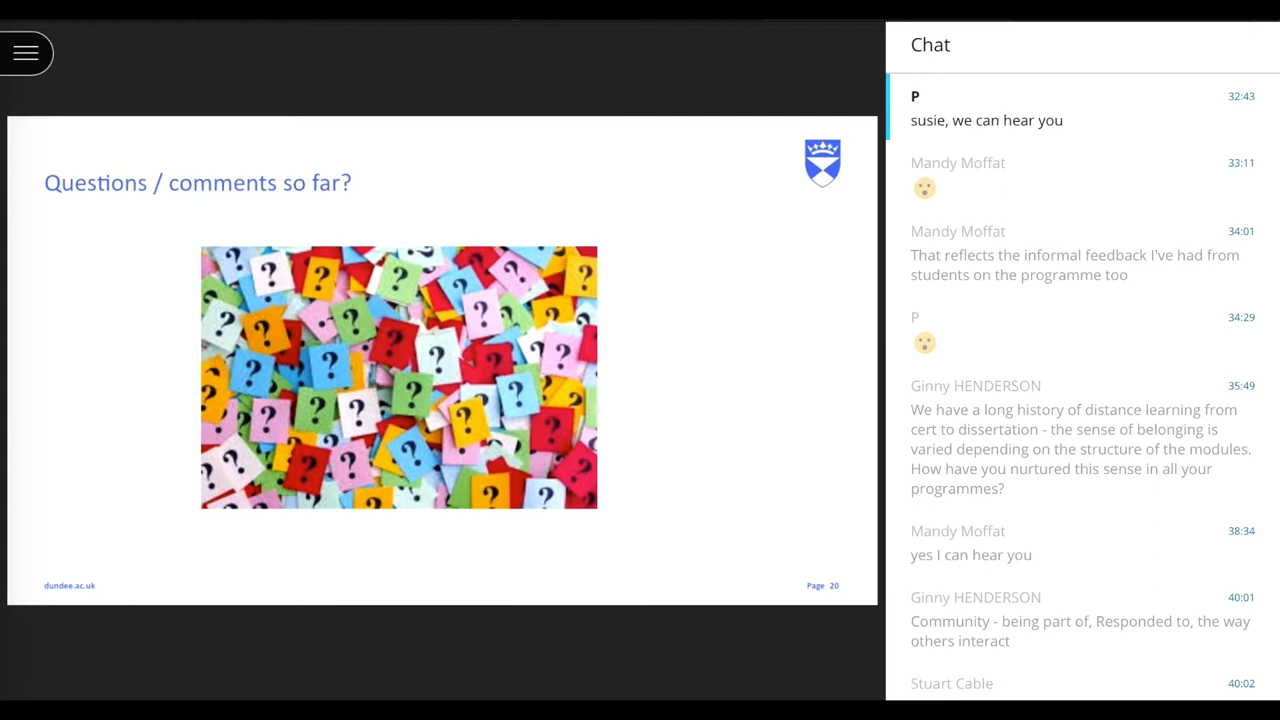 Chat
P 32:43
susie, we can hear you
Mandy Moffat 33:11
Mandy Moffat 34:01
That reflects the informal feedback I've had from
students on the programme too
P 34:29
Ginny HENDERSON 35:49
We have a long history of distance learning from
cert to dissertation - the sense of belonging is
varied depending on the structure of the modules.
How have you nurtured this sense in all your
programmes?
Mandy Moffat 38:34
yes I can hear you
Ginny HENDERSON 40:01
Community - being part of, Responded to, the way
others interact
Stuart Cable 40:02
Questions / comments so far?
dundee.ac.uk
Page 20